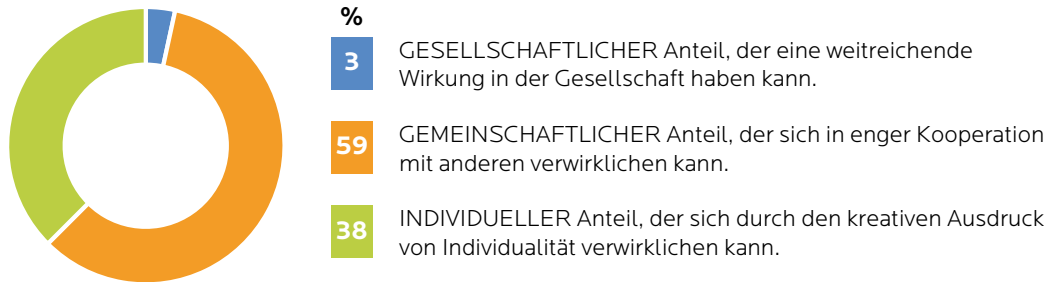 %
3
GESELLSCHAFTLICHER Anteil, der eine weitreichende
Wirkung in der Gesellschaft haben kann.
59
GEMEINSCHAFTLICHER Anteil, der sich in enger Kooperation
mit anderen verwirklichen kann.
38
INDIVIDUELLER Anteil, der sich durch den kreativen Ausdruck
von Individualität verwirklichen kann.